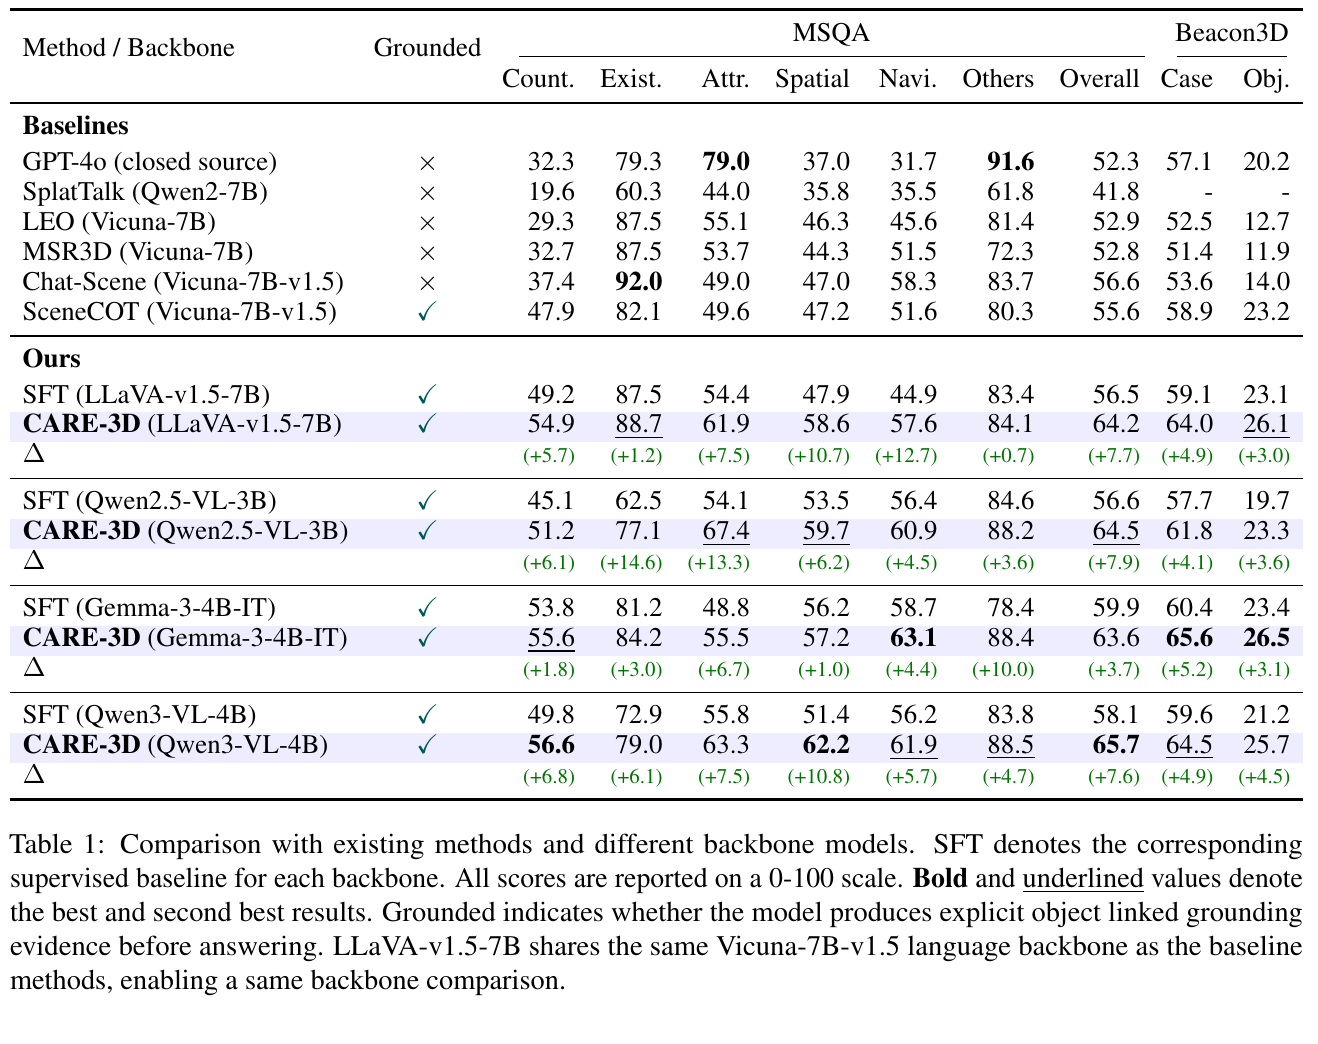 MSQA Beacon3D
Method / Backbone Grounded
Count. Exist. Attr. Spatial Navi. Others Overall Case Obj.
Baselines
GPT-4o (closed source) × 32.3 79.3 79.0 37.0 31.7 91.6 52.3 57.1 20.2
SplatTalk (Qwen2-7B) × 19.6 60.3 44.0 35.8 35.5 61.8 41.8 - -
LEO (Vicuna-7B) × 29.3 87.5 55.1 46.3 45.6 81.4 52.9 52.5 12.7
MSR3D (Vicuna-7B) × 32.7 87.5 53.7 44.3 51.5 72.3 52.8 51.4 11.9
Chat-Scene (Vicuna-7B-v1.5) × 37.4 92.0 49.0 47.0 58.3 83.7 56.6 53.6 14.0
SceneCOT (Vicuna-7B-v1.5) ✓ 47.9 82.1 49.6 47.2 51.6 80.3 55.6 58.9 23.2
Ours
SFT (LLaVA-v1.5-7B) ✓ 49.2 87.5 54.4 47.9 44.9 83.4 56.5 59.1 23.1
CARE-3D (LLaVA-v1.5-7B) ✓ 54.9 88.7 61.9 58.6 57.6 84.1 64.2 64.0 26.1
Δ (+5.7) (+1.2) (+7.5) (+10.7) (+12.7) (+0.7) (+7.7) (+4.9) (+3.0)
SFT (Qwen2.5-VL-3B) ✓ 45.1 62.5 54.1 53.5 56.4 84.6 56.6 57.7 19.7
CARE-3D (Qwen2.5-VL-3B) ✓ 51.2 77.1 67.4 59.7 60.9 88.2 64.5 61.8 23.3
Δ (+6.1) (+14.6) (+13.3) (+6.2) (+4.5) (+3.6) (+7.9) (+4.1) (+3.6)
SFT (Gemma-3-4B-IT) ✓ 53.8 81.2 48.8 56.2 58.7 78.4 59.9 60.4 23.4
CARE-3D (Gemma-3-4B-IT) ✓ 55.6 84.2 55.5 57.2 63.1 88.4 63.6 65.6 26.5
Δ (+1.8) (+3.0) (+6.7) (+1.0) (+4.4) (+10.0) (+3.7) (+5.2) (+3.1)
SFT (Qwen3-VL-4B) ✓ 49.8 72.9 55.8 51.4 56.2 83.8 58.1 59.6 21.2
CARE-3D (Qwen3-VL-4B) ✓ 56.6 79.0 63.3 62.2 61.9 88.5 65.7 64.5 25.7
Δ (+6.8) (+6.1) (+7.5) (+10.8) (+5.7) (+4.7) (+7.6) (+4.9) (+4.5)
Table 1: Comparison with existing methods and different backbone models. SFT denotes the corresponding
supervised baseline for each backbone. All scores are reported on a 0-100 scale. Bold and underlined values denote
the best and second best results. Grounded indicates whether the model produces explicit object linked grounding
evidence before answering. LLaVA-v1.5-7B shares the same Vicuna-7B-v1.5 language backbone as the baseline
methods, enabling a same backbone comparison.